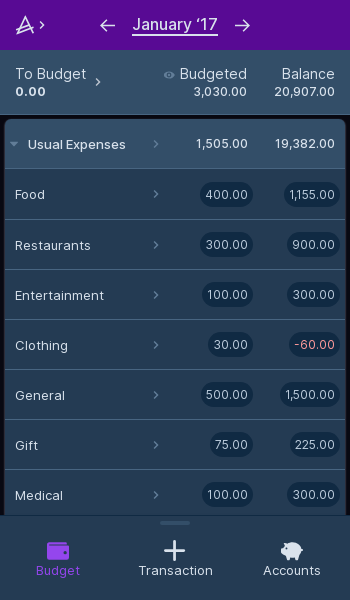 January ‘17
To Budget Budgeted Balance
0.00 3,030.00 20,907.00
Usual Expenses 1,505.00 19,382.00
Food 400.00 1,155.00
Restaurants 300.00 900.00
Entertainment 100.00 300.00
Clothing 30.00 -60.00
General 500.00 1,500.00
Gift 75.00 225.00
Medical 100.00 300.00
Budget Transaction Accounts